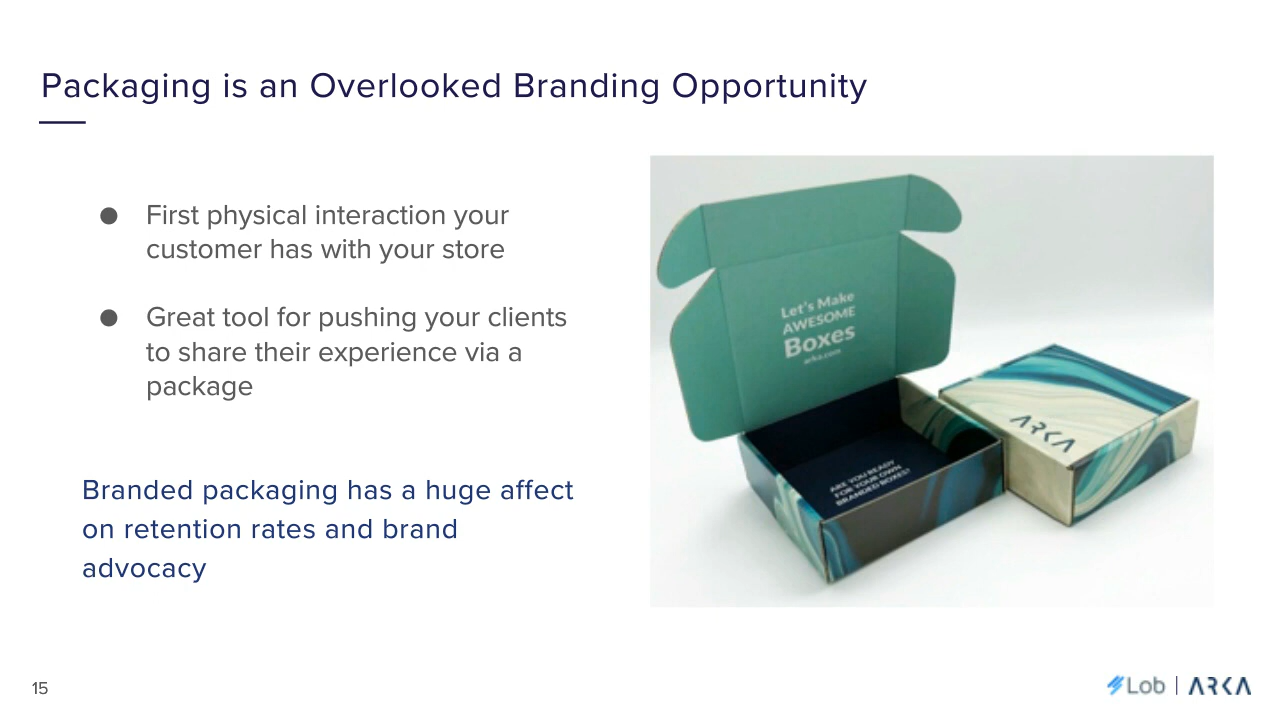 Packaging is an Overlooked Branding Opportunity
● First physical interaction your
customer has with your store
● Great tool for pushing your clients
to share their experience via a
package
Branded packaging has a huge affect
on retention rates and brand
advocacy
Let's Make
AWESOME
Boxes
arka.com
ARE YOU READY
FOR YOUR OWN
BRANDED BOXES?
ARKA
15
Lob | ARKA